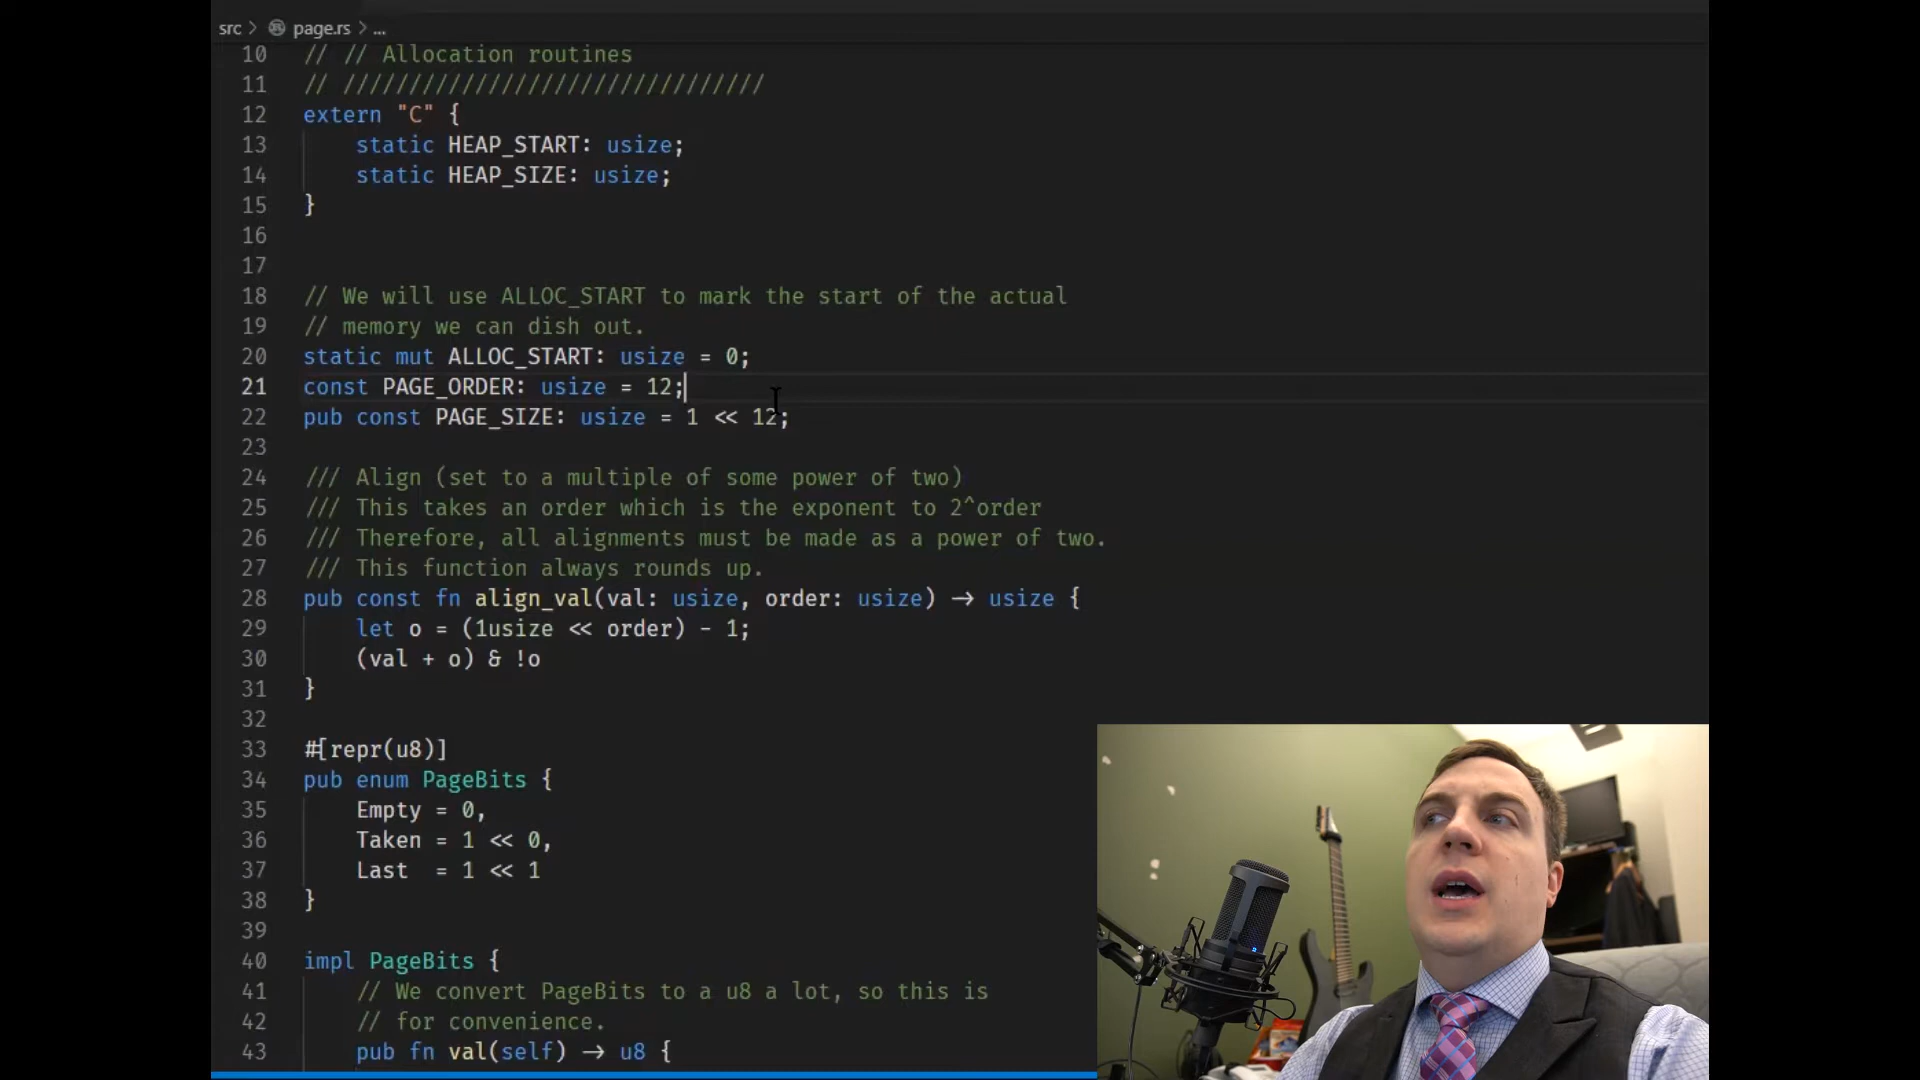 src > page.rs > ...
10 // // Allocation routines
11 // ////////////////////////////////
12 extern "C" {
13     static HEAP_START: usize;
14     static HEAP_SIZE: usize;
15 }
16
17
18 // We will use ALLOC_START to mark the start of the actual
19 // memory we can dish out.
20 static mut ALLOC_START: usize = 0;
21 const PAGE_ORDER: usize = 12;
22 pub const PAGE_SIZE: usize = 1 << 12;
23
24 /// Align (set to a multiple of some power of two)
25 /// This takes an order which is the exponent to 2^order
26 /// Therefore, all alignments must be made as a power of two.
27 /// This function always rounds up.
28 pub const fn align_val(val: usize, order: usize) -> usize {
29     let o = (1usize << order) - 1;
30     (val + o) & !o
31 }
32
33 #[repr(u8)]
34 pub enum PageBits {
35     Empty = 0,
36     Taken = 1 << 0,
37     Last  = 1 << 1
38 }
39
40 impl PageBits {
41     // We convert PageBits to a u8 a lot, so this is
42     // for convenience.
43     pub fn val(self) -> u8 {